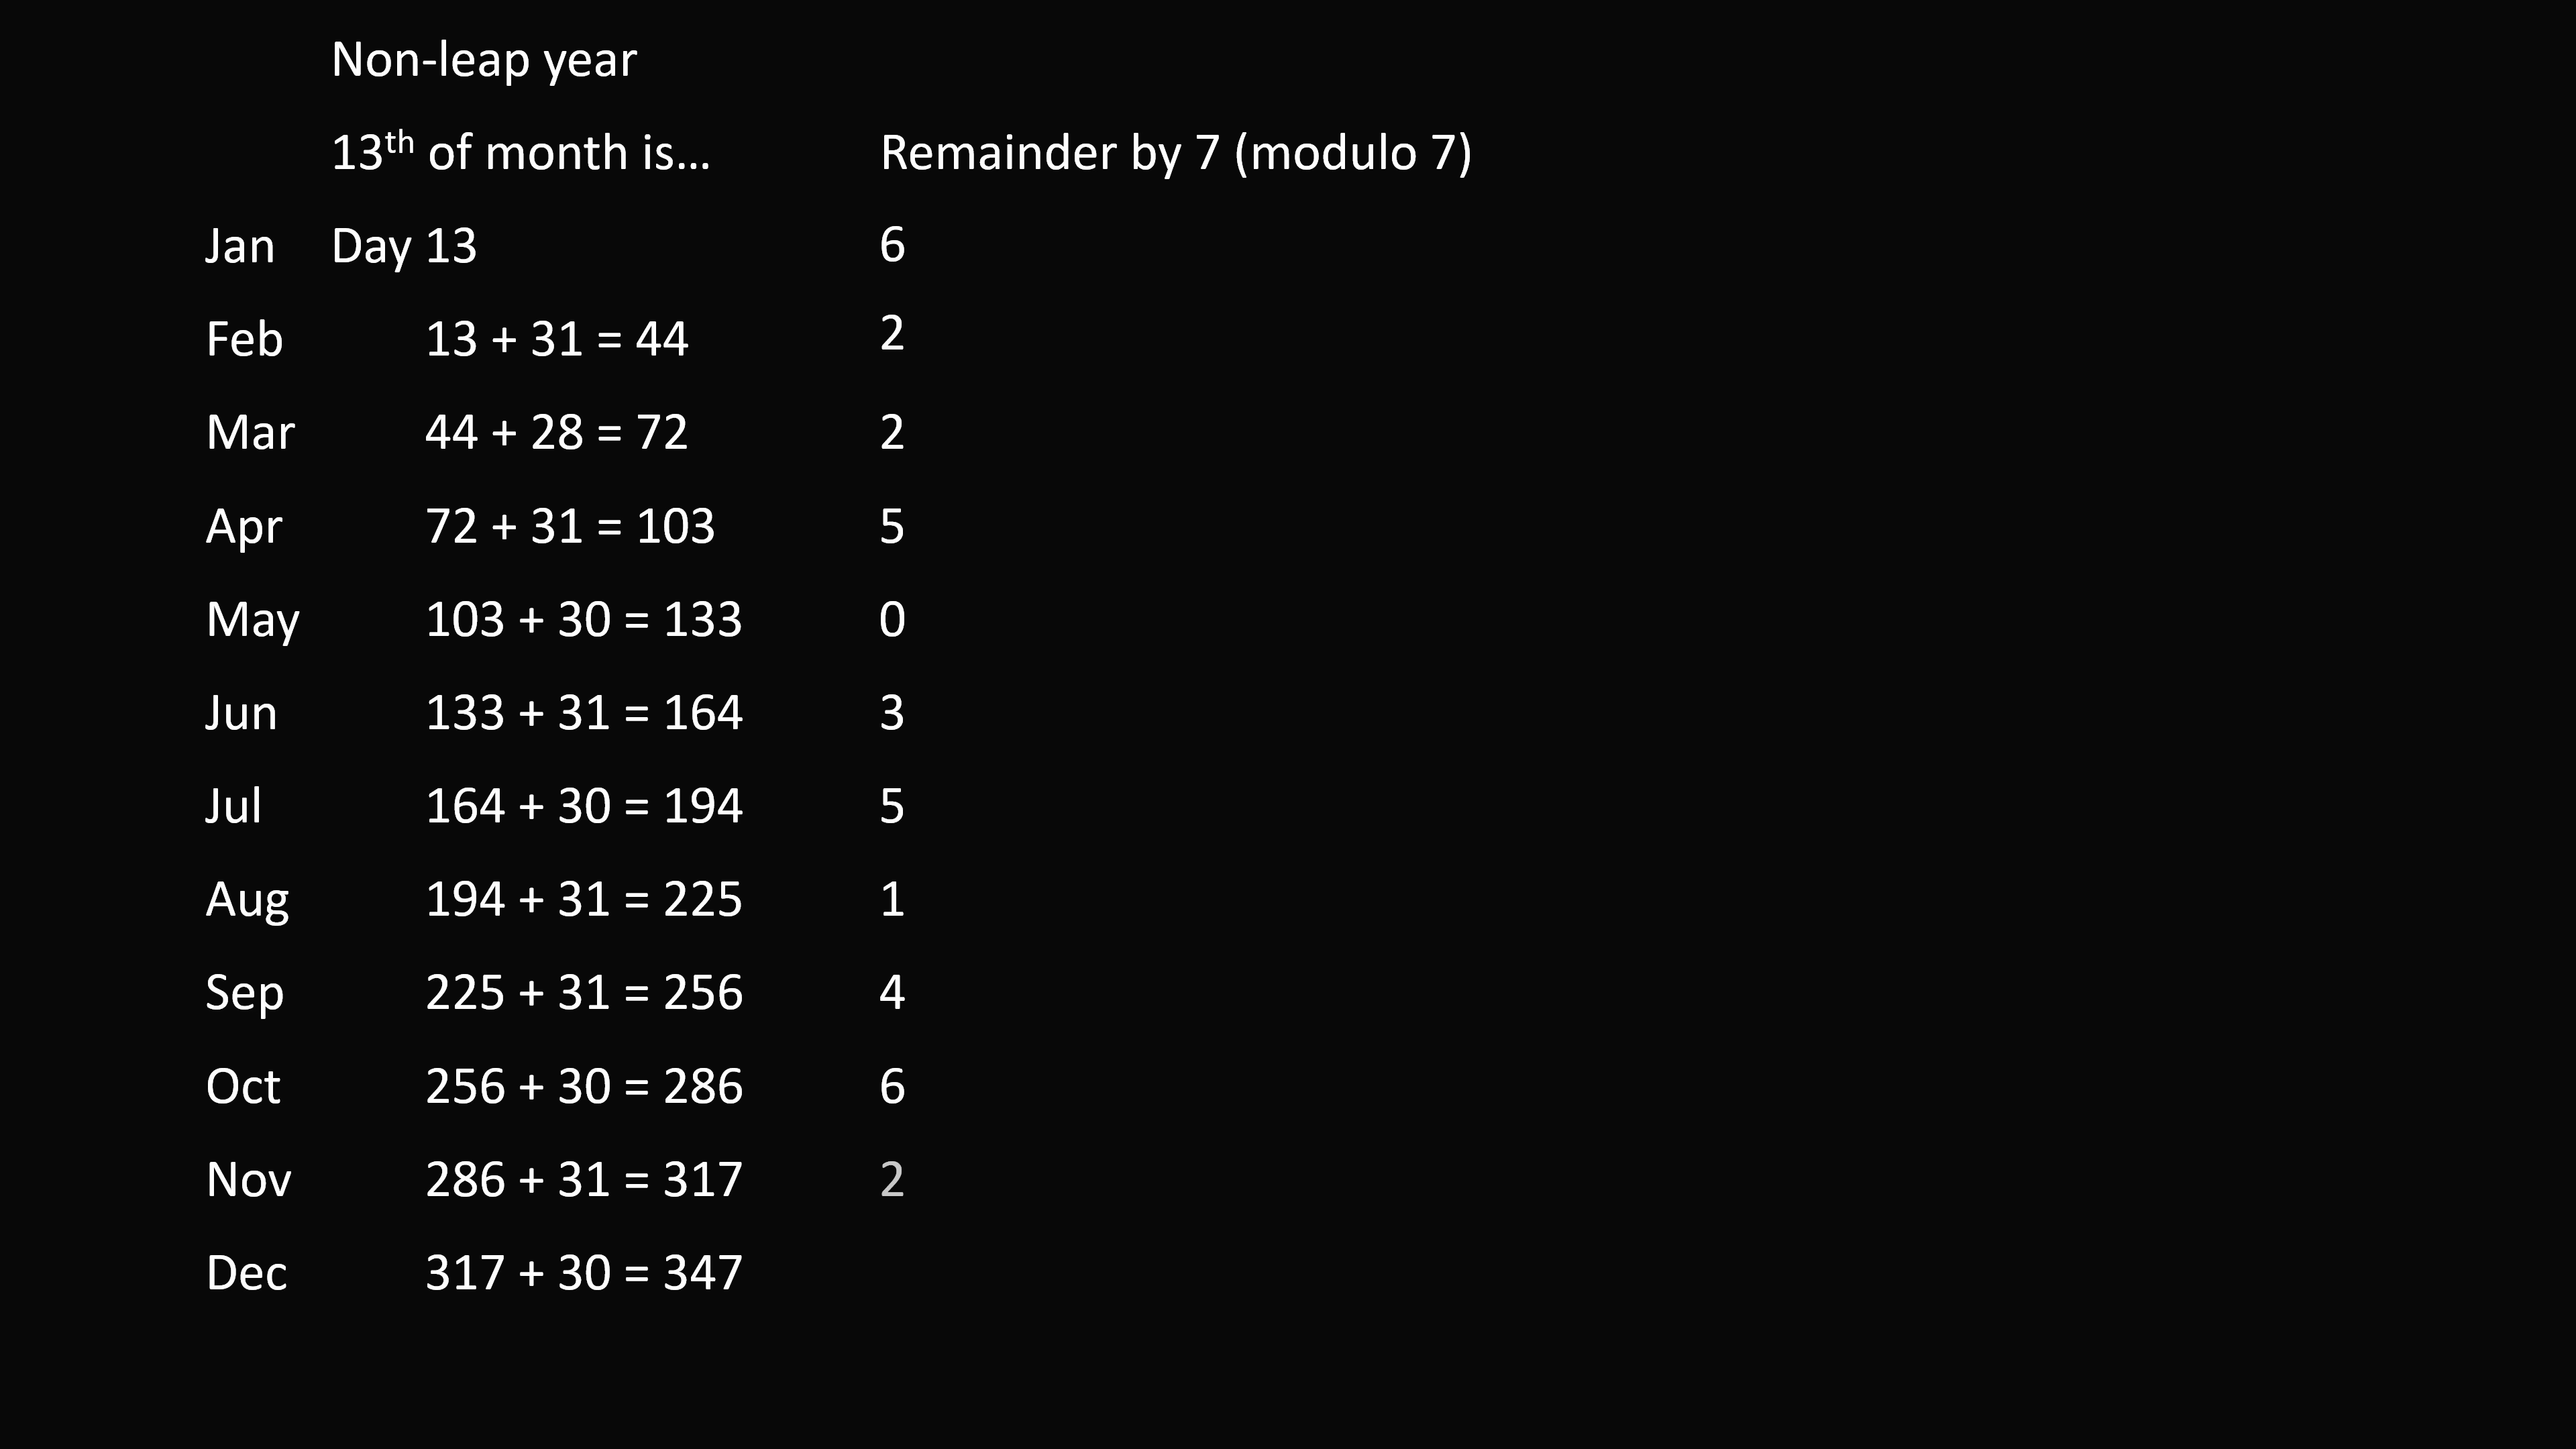 Non-leap year
13th of month is... Remainder by 7 (modulo 7)
Jan Day 13 6
Feb 13 + 31 = 44 2
Mar 44 + 28 = 72 2
Apr 72 + 31 = 103 5
May 103 + 30 = 133 0
Jun 133 + 31 = 164 3
Jul 164 + 30 = 194 5
Aug 194 + 31 = 225 1
Sep 225 + 31 = 256 4
Oct 256 + 30 = 286 6
Nov 286 + 31 = 317 2
Dec 317 + 30 = 347